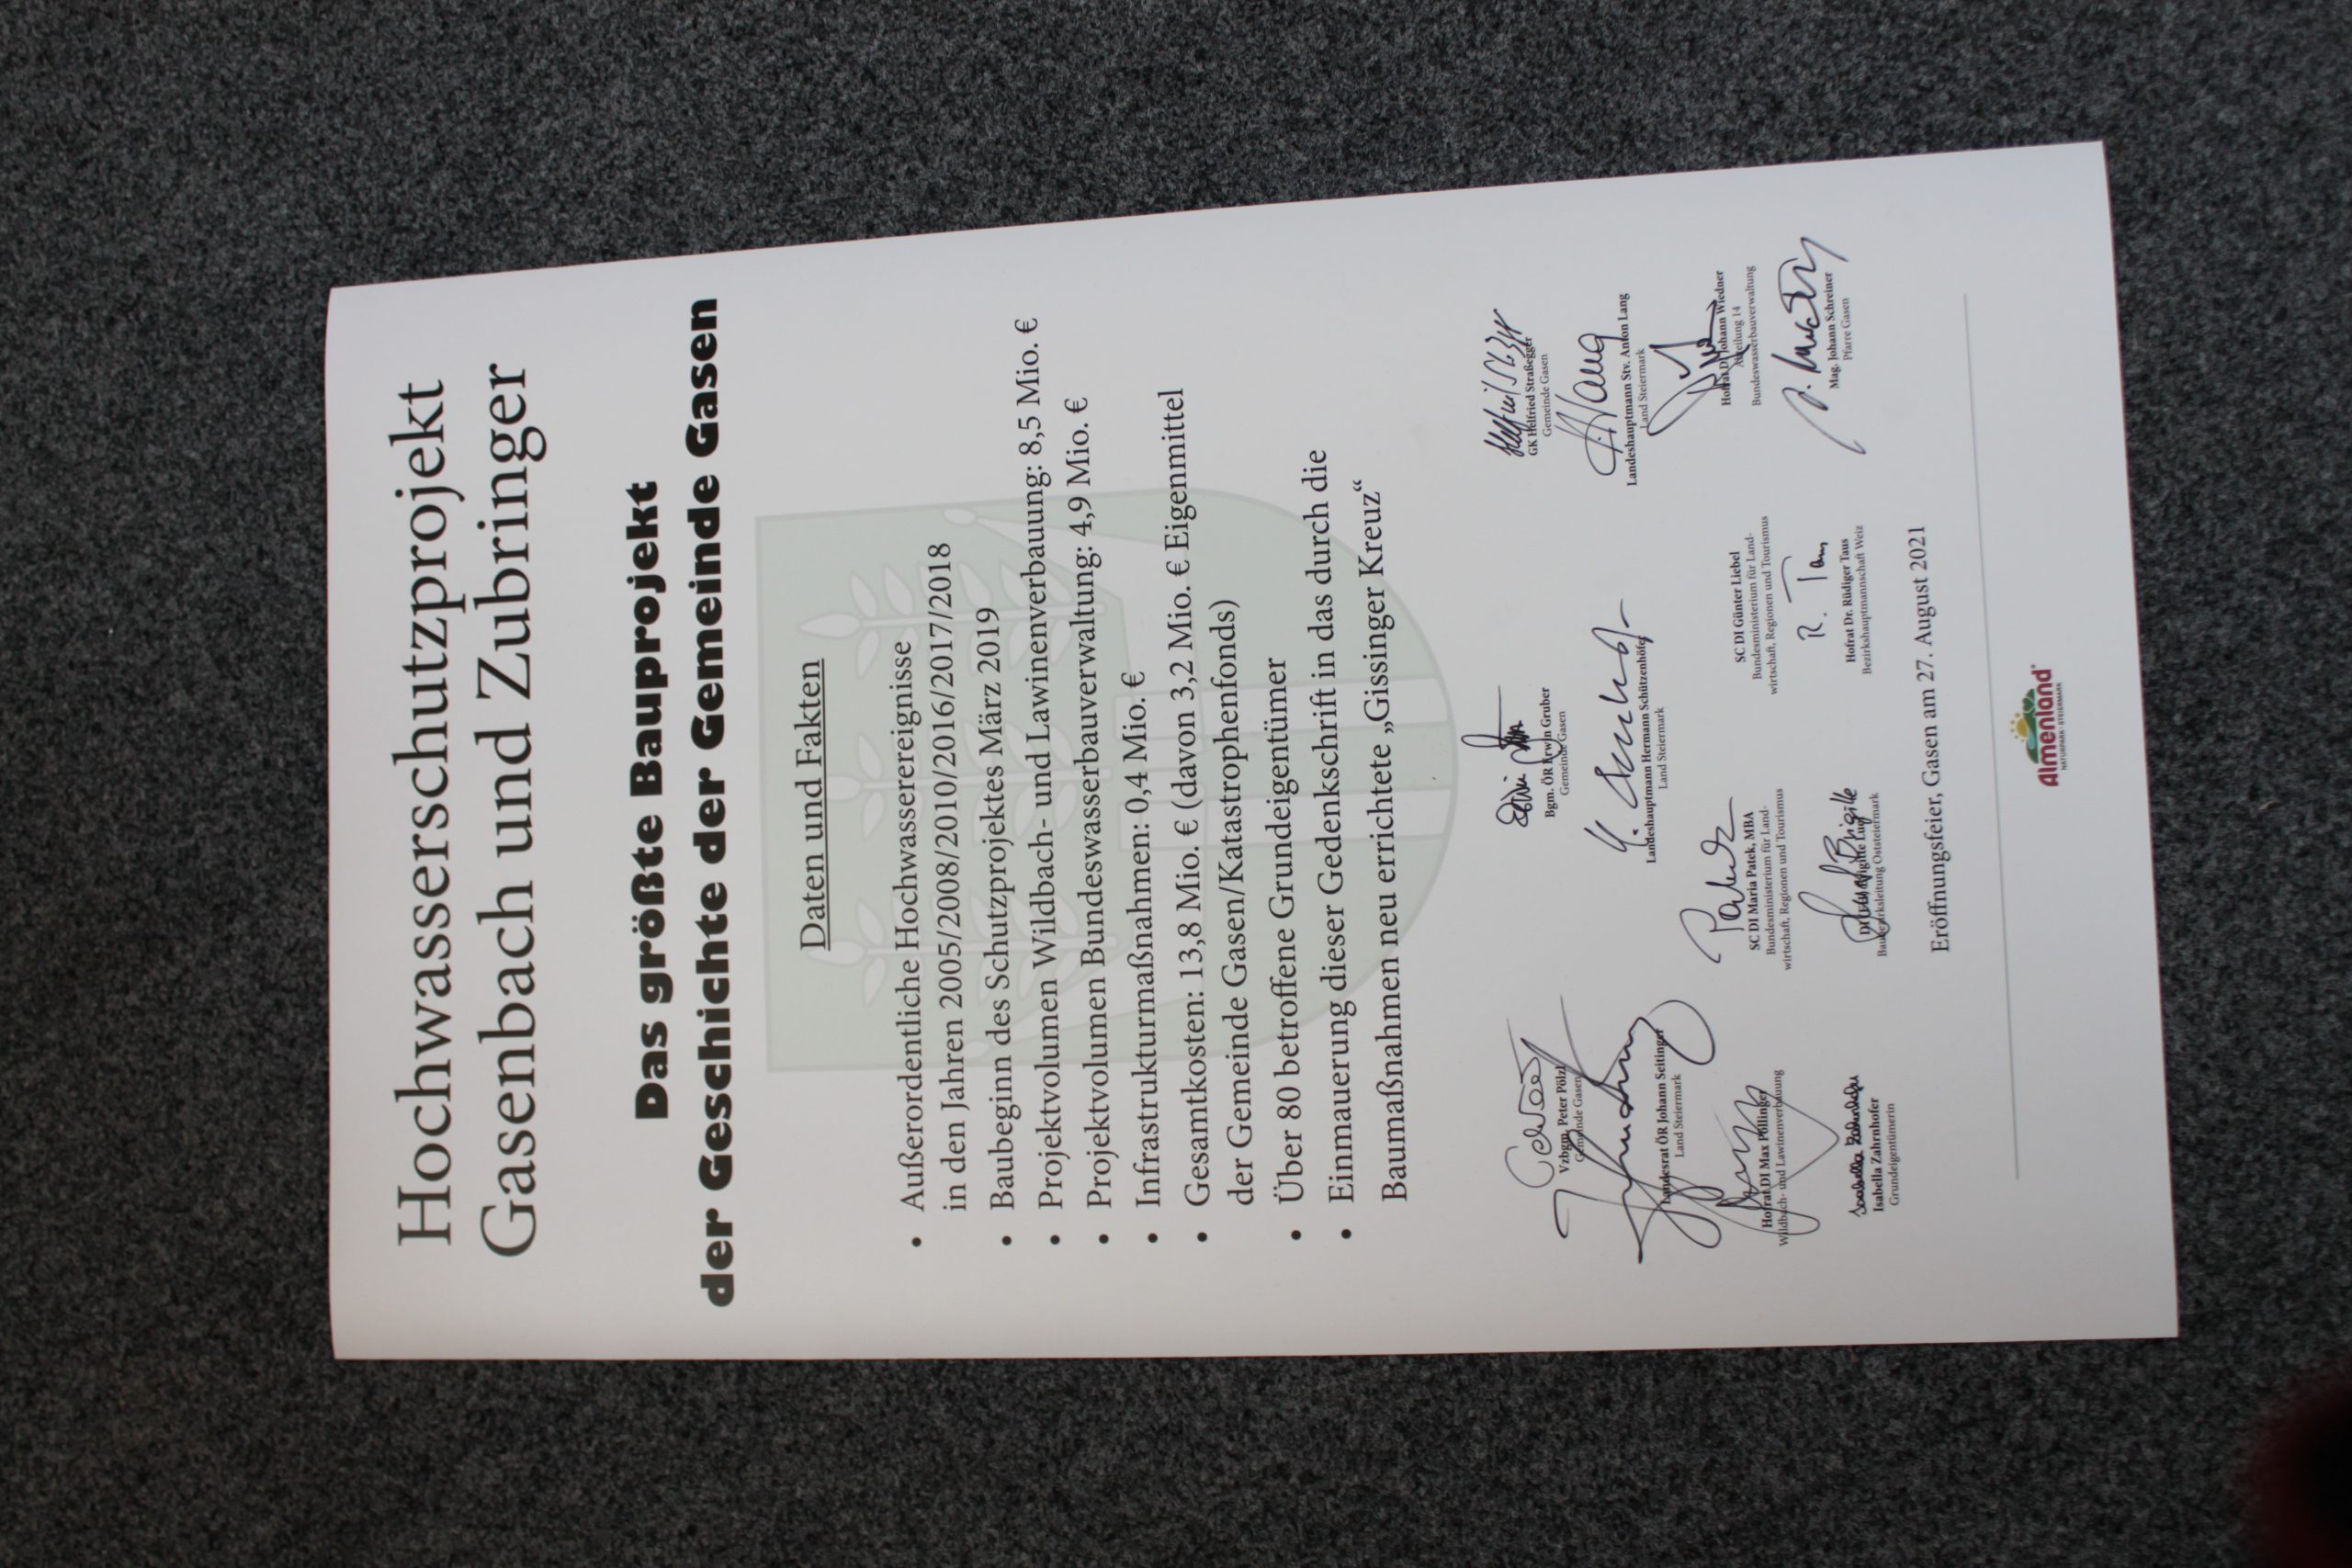 Hochwasserschutzprojekt
Gasenbach und Zubringer
Das größte Bauprojekt
der Geschichte der Gemeinde Gasen
Daten und Fakten
• Außerordentliche Hochwasserereignisse
in den Jahren 2005/2008/2010/2016/2017/2018
• Baubeginn des Schutzprojektes März 2019
• Projektvolumen Wildbach- und Lawinenverbauung: 8,5 Mio. €
• Projektvolumen Bundeswasserbauverwaltung: 4,9 Mio. €
• Infrastrukturmaßnahmen: 0,4 Mio. €
• Gesamtkosten: 13,8 Mio. € (davon 3,2 Mio. € Eigenmittel
der Gemeinde Gasen/Katastrophenfonds)
• Über 80 betroffene Grundeigentümer
• Einmauerung dieser Gedenkschrift in das durch die
Baumaßnahmen neu errichtete „Gissinger Kreuz“
Vzbgm. Peter Pölzl
Gemeinde Gasen
Bgm. ÖR Erwin Gruber
Gemeinde Gasen
GK Helfried Straßegger
Gemeinde Gasen
Landesrat ÖR Johann Seitinger
Land Steiermark
Landeshauptmann Hermann Schützenhöfer
Land Steiermark
Landeshauptmann Stv. Anton Lang
Land Steiermark
Hofrat DI Max Pöllinger
Wildbach- und Lawinenverbauung
SC DI Maria Patek, MBA
Bundesministerium für Land-
wirtschaft, Regionen und Tourismus
SC DI Günter Liebel
Bundesministerium für Land-
wirtschaft, Regionen und Tourismus
Hofrat DI Johann Wiedner
Abteilung 14
Bundeswasserbauverwaltung
Isabella Zahrnhofer
Isabella Zahrnhofer
Grundeigentümerin
Brigitte Luef
Baubezirksleitung Oststeiermark
R. Taus
Hofrat Dr. Rüdiger Taus
Bezirkshauptmannschaft Weiz
Mag. Johann Schreiner
Pfarre Gasen
Eröffnungsfeier, Gasen am 27. August 2021
Almenland
NATURPARK STEIERMARK